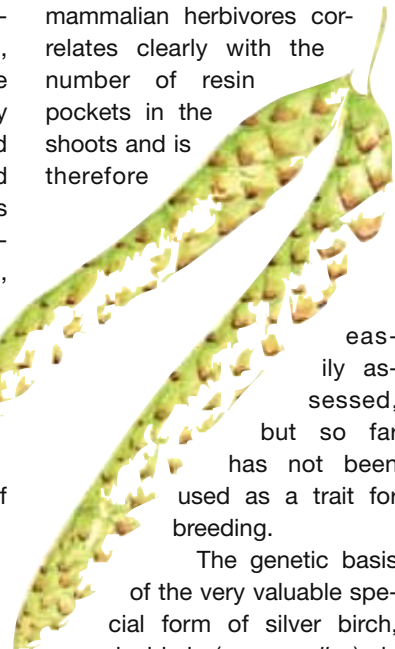 mammalian herbivores cor-
relates clearly with the
number of resin
pockets in the
shoots and is
therefore
eas-
ily as-
sessed,
but so far
has not been
used as a trait for
breeding.
The genetic basis
of the very valuable spe-
cial form of silver birch,